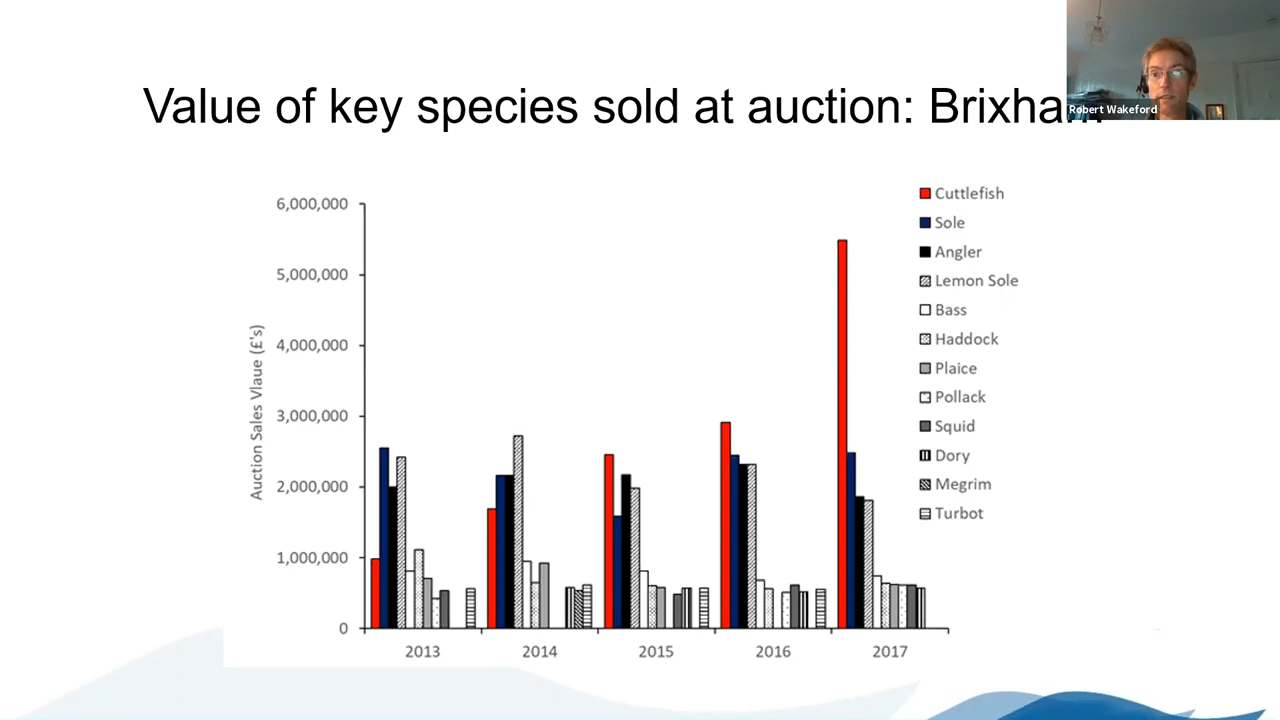 Value of key species sold at auction: Brixham
Robert Wakeford
Auction Sales Vlaue (£'s)
6,000,000
5,000,000
4,000,000
3,000,000
2,000,000
1,000,000
0
2013 2014 2015 2016 2017
Cuttlefish
Sole
Angler
Lemon Sole
Bass
Haddock
Plaice
Pollack
Squid
Dory
Megrim
Turbot